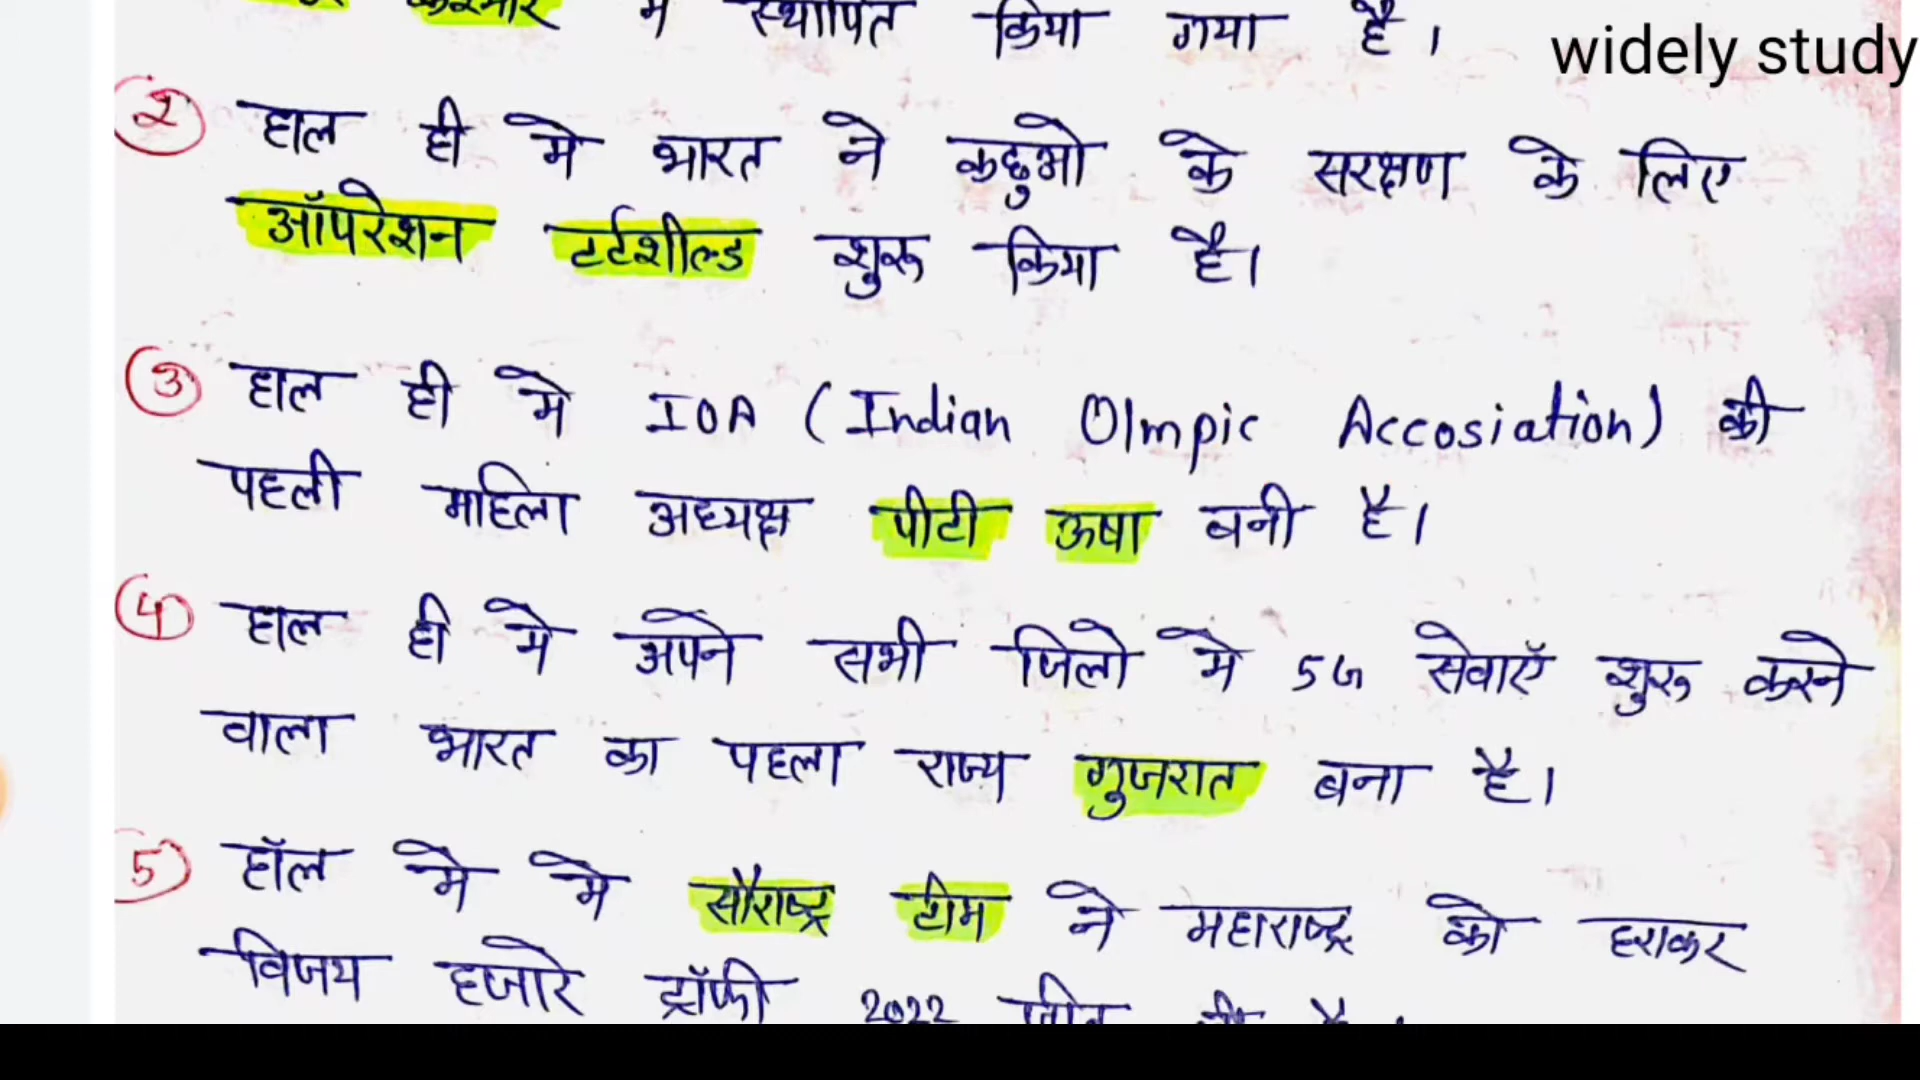 में स्थापित किया गया है।
widely study
2 हाल ही मे भारत ने कछुओ के सरक्षण के लिए
ऑपरेशन टर्टशील्ड शुरू किया है।
3 हाल ही मे IOA (Indian Olmpic Accosiation) की
पहली महिला अध्यक्ष पीटी ऊषा बनी है।
4 हाल ही मे अपने सभी जिलो मे 5G सेवाएँ शुरू करने
वाला भारत का पहला राज्य गुजरात बना है।
5 हॉल मे मे सौराष्ट्र टीम ने महाराष्ट्र को हराकर
विजय हजारे ट्रॉफी 2022